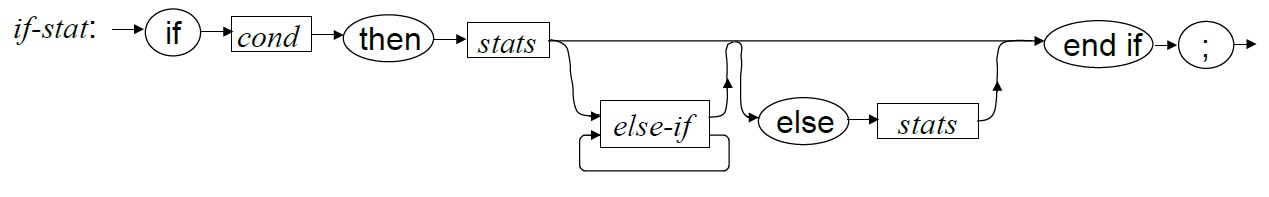 if-stat: if cond then stats end if ;
else-if else stats